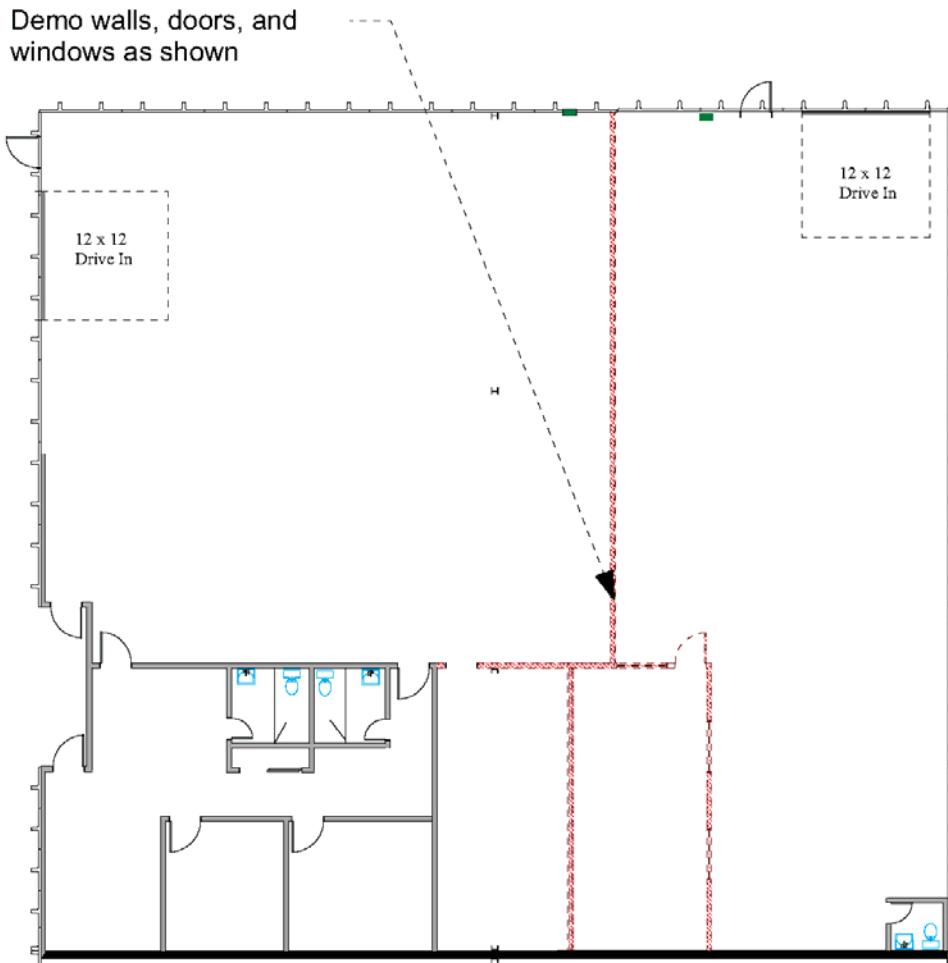 Demo walls, doors, and
windows as shown
12 x 12
Drive In
12 x 12
Drive In